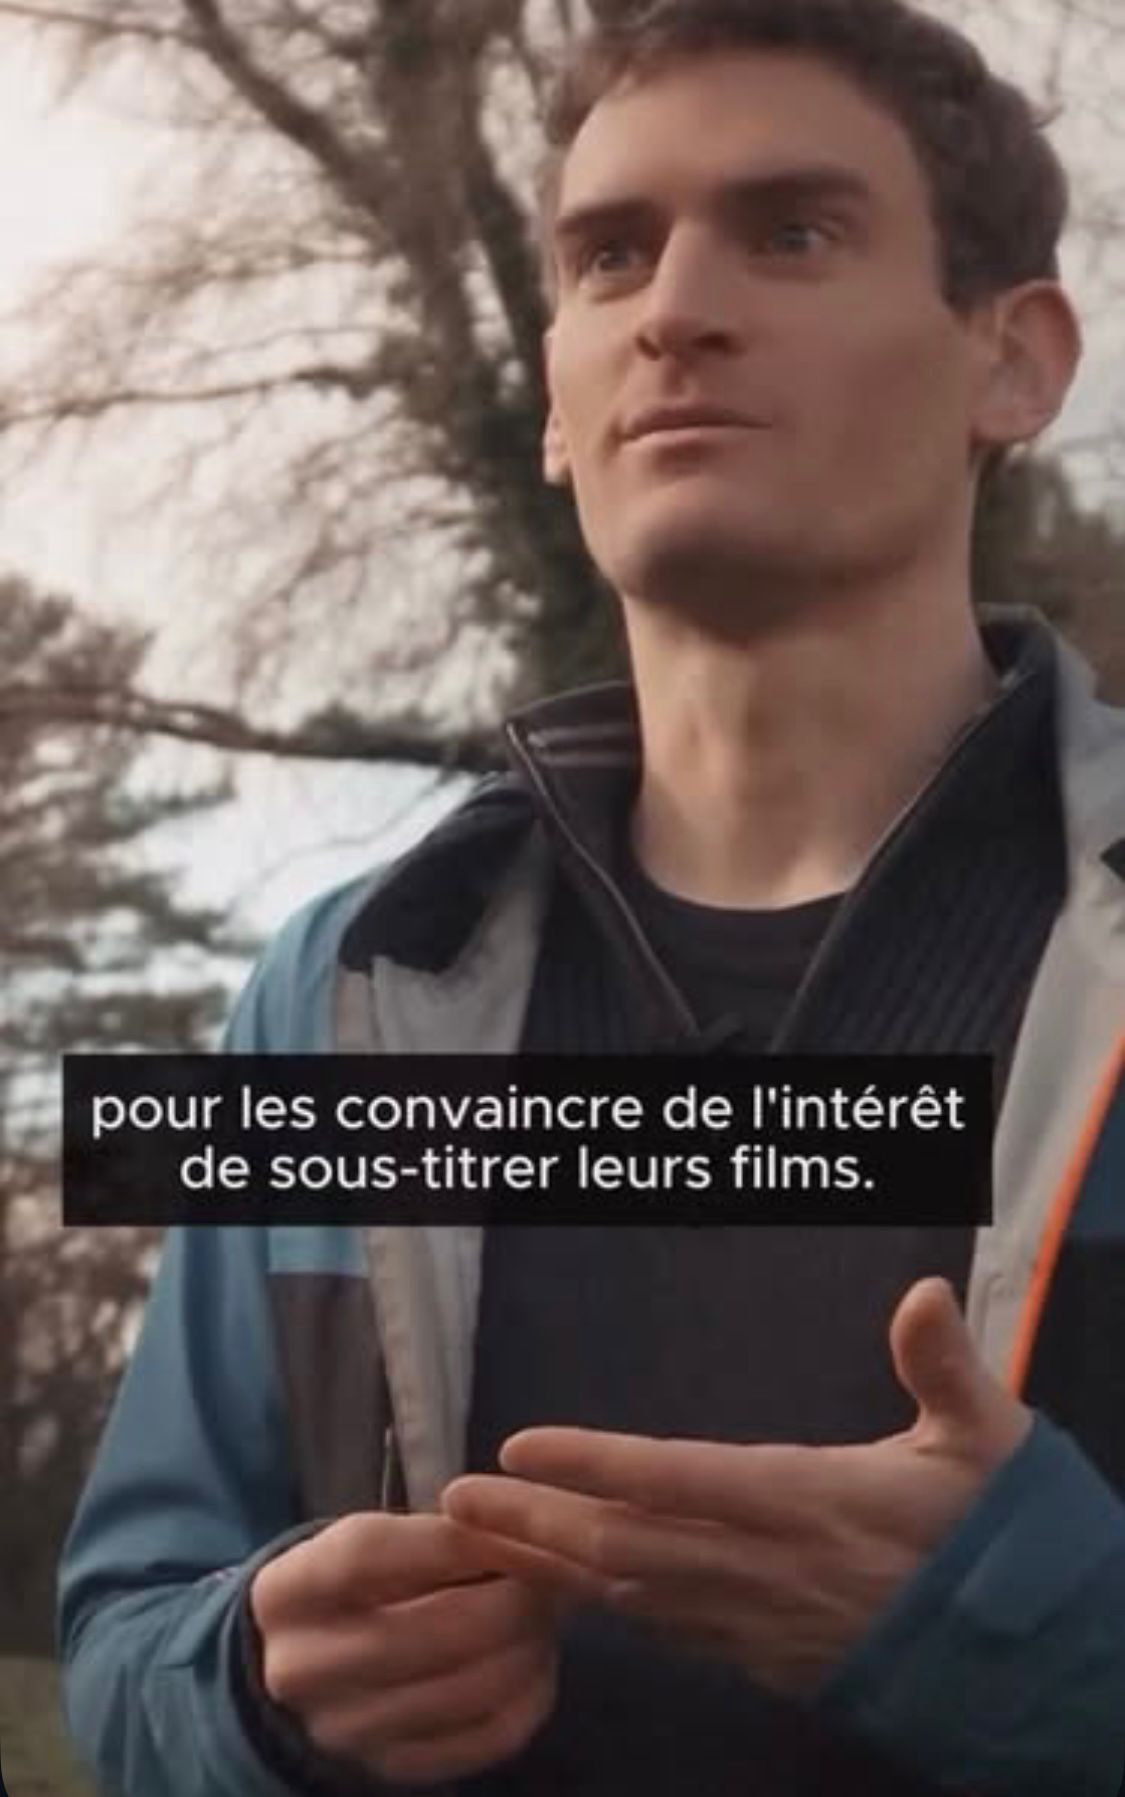 pour les convaincre de l'intérêt
de sous-titrer leurs films.